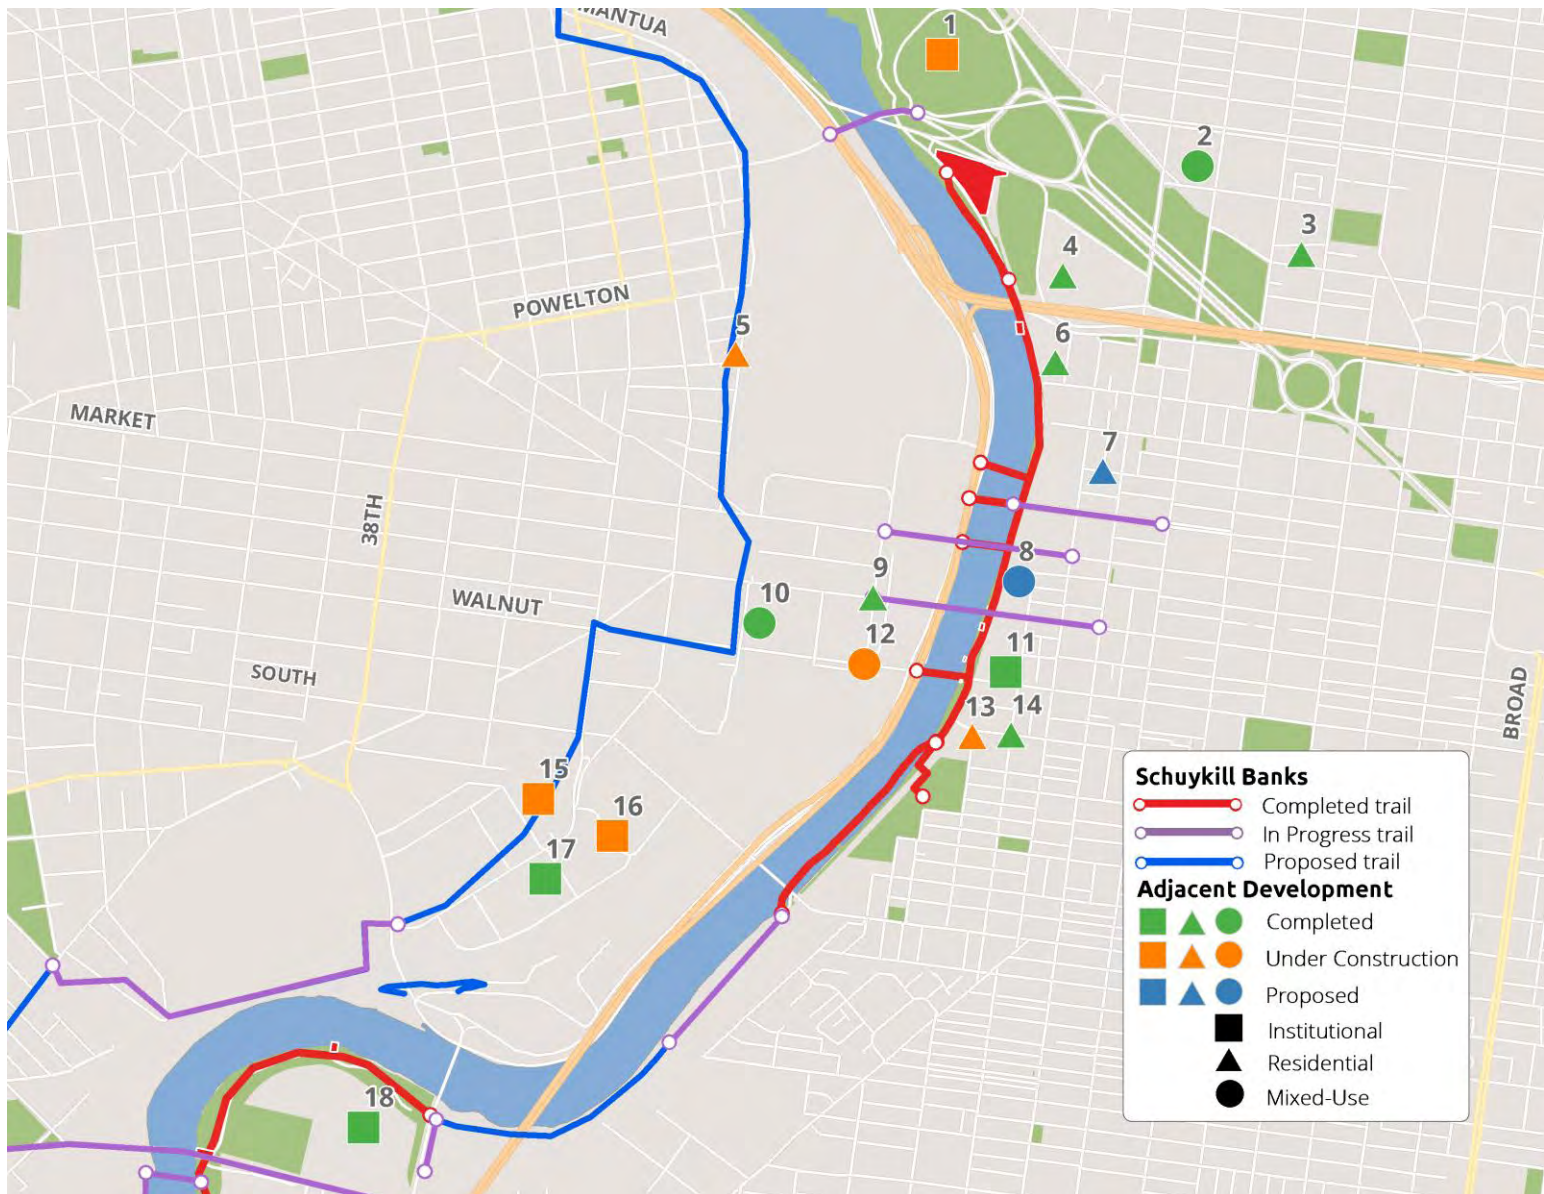 MANTUA
1
2
3
4
POWELTON
5
6
MARKET
7
38TH
8
9
WALNUT
10
12
11
SOUTH
13
14
BROAD
15
16
17
18
Schuykill Banks
Completed trail
In Progress trail
Proposed trail
Adjacent Development
Completed
Under Construction
Proposed
Institutional
Residential
Mixed-Use